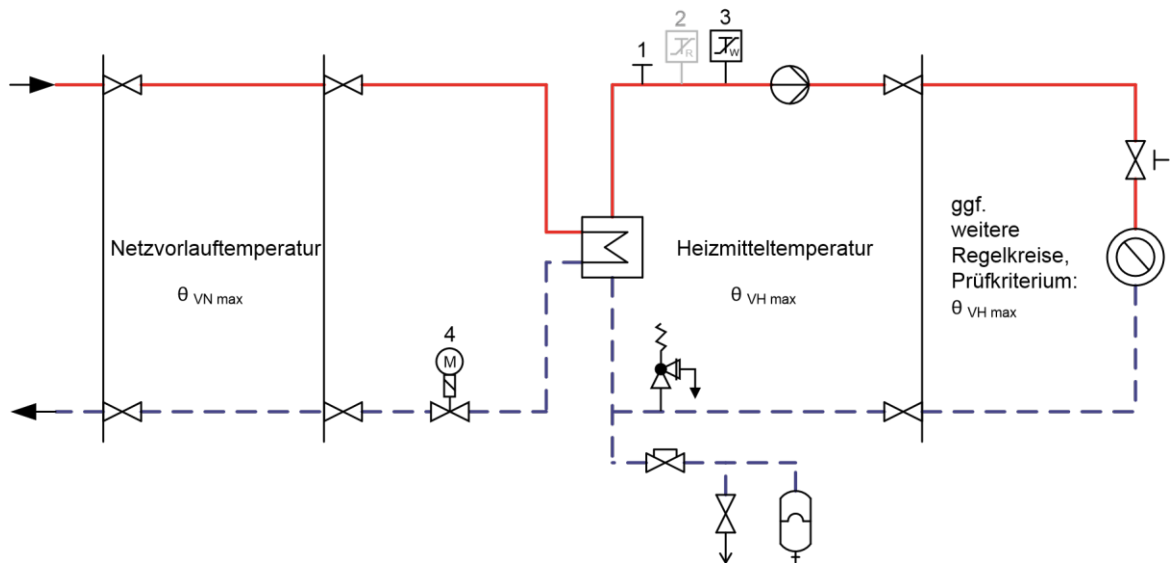 1
2
3
T R
T W
Netzvorlauftemperatur
θ VN max
Heizmitteltemperatur
θ VH max
ggf.
weitere
Regelkreise,
Prüfkriterium:
θ VH max
4
M